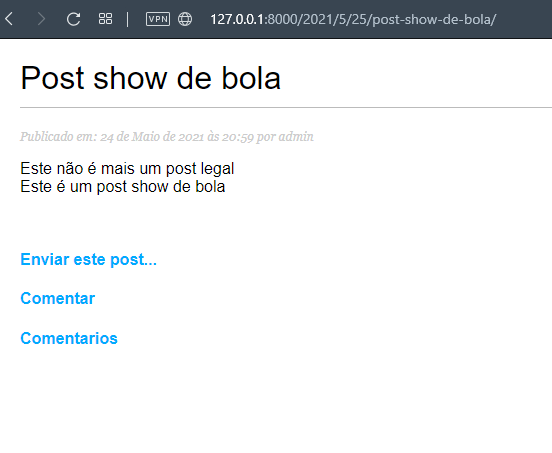 VPN 127.0.0.1:8000/2021/5/25/post-show-de-bola/
Post show de bola
Publicado em: 24 de Maio de 2021 às 20:59 por admin
Este não é mais um post legal
Este é um post show de bola
Enviar este post...
Comentar
Comentarios